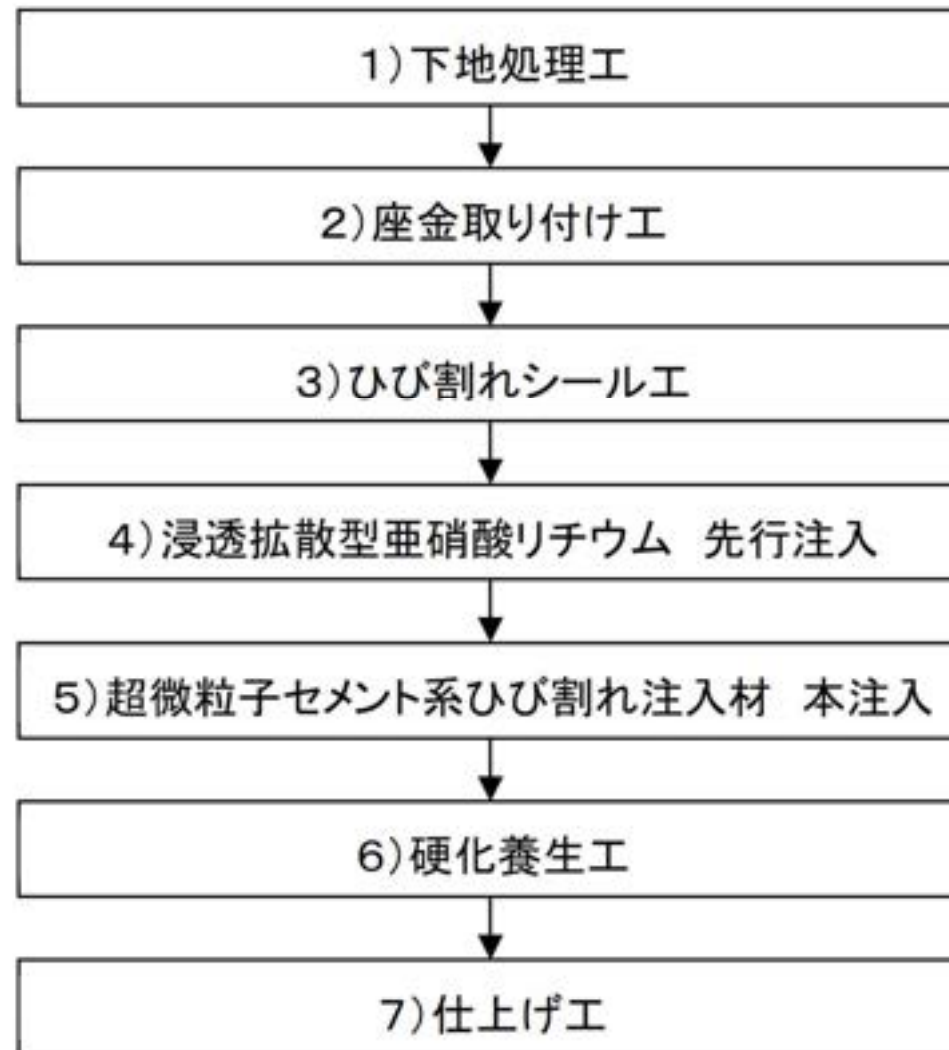 1)下地処理工
2)座金取り付け工
3)ひび割れシール工
4)浸透拡散型亜硝酸リチウム　先行注入
5)超微粒子セメント系ひび割れ注入材　本注入
6)硬化養生工
7)仕上げ工